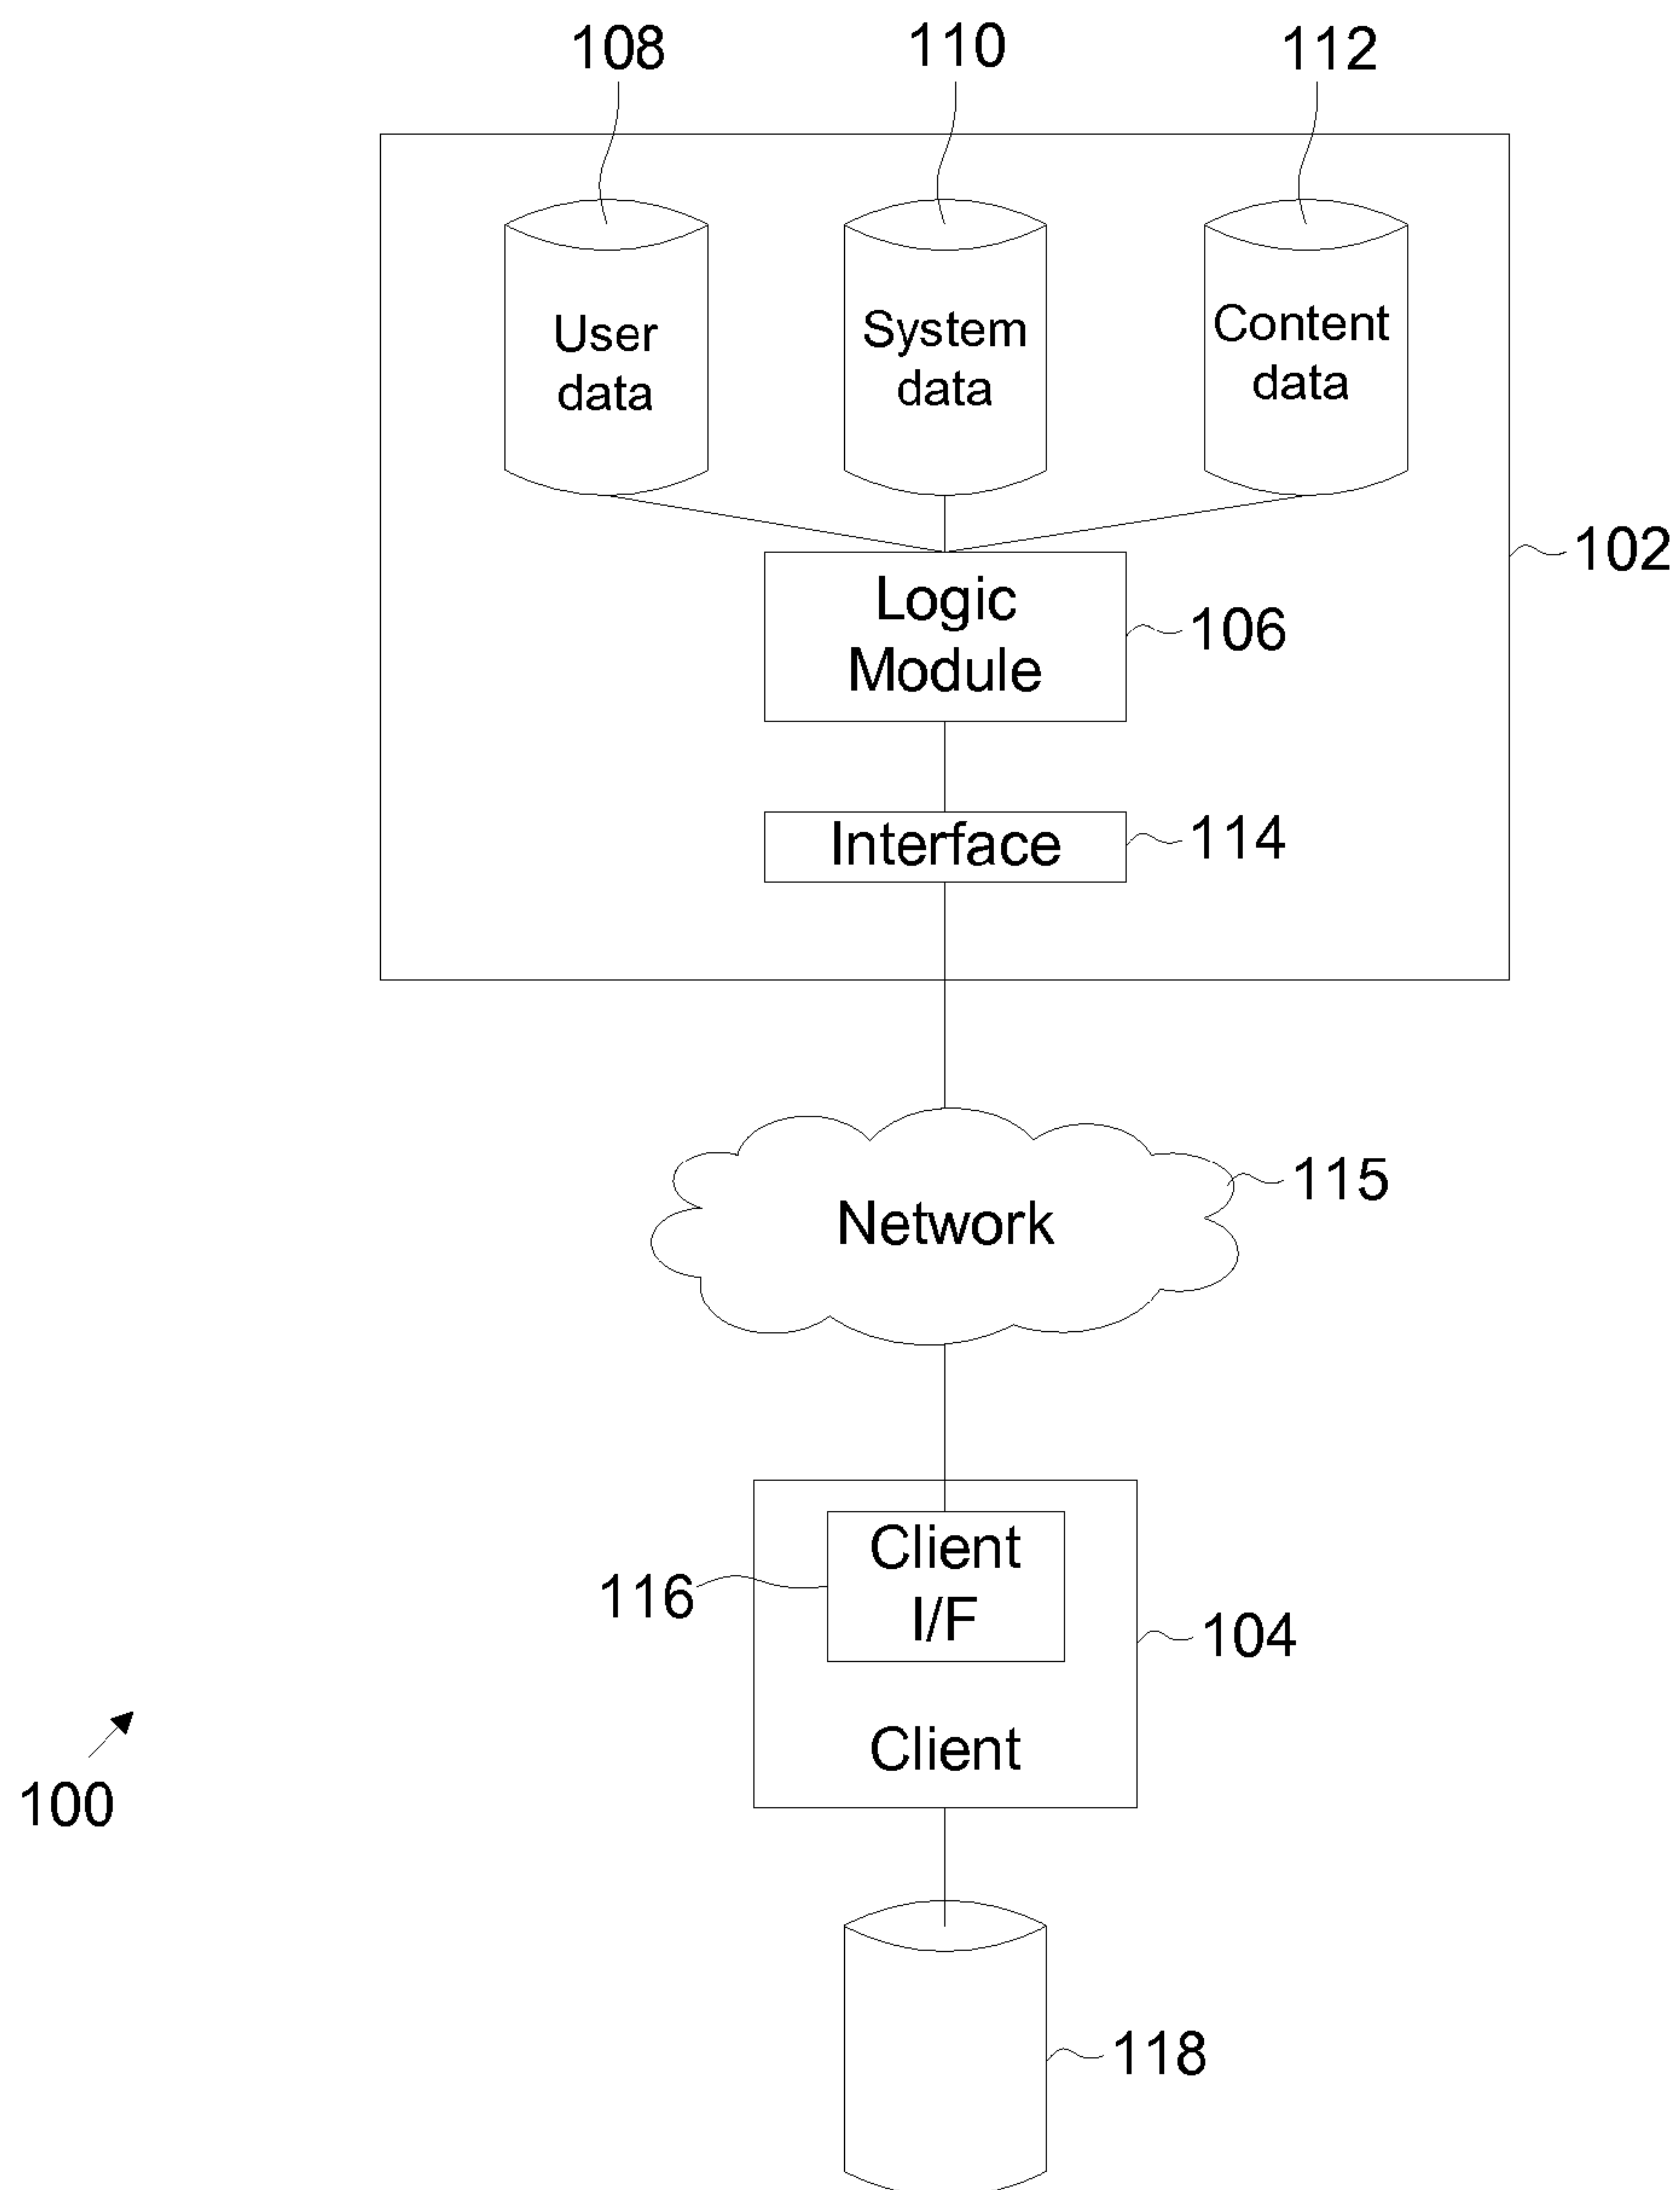 108
110
112
User
data
System
data
Content
data
102
Logic
Module
106
Interface
114
Network
115
Client
I/F
116
104
Client
100
118